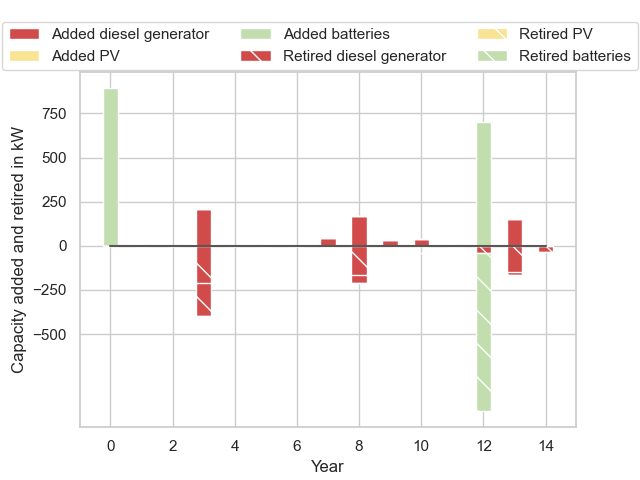 Added diesel generator Added batteries Retired PV
Added PV Retired diesel generator Retired batteries
Capacity added and retired in kW
750
500
250
0
−250
−500
0 2 4 6 8 10 12 14
Year